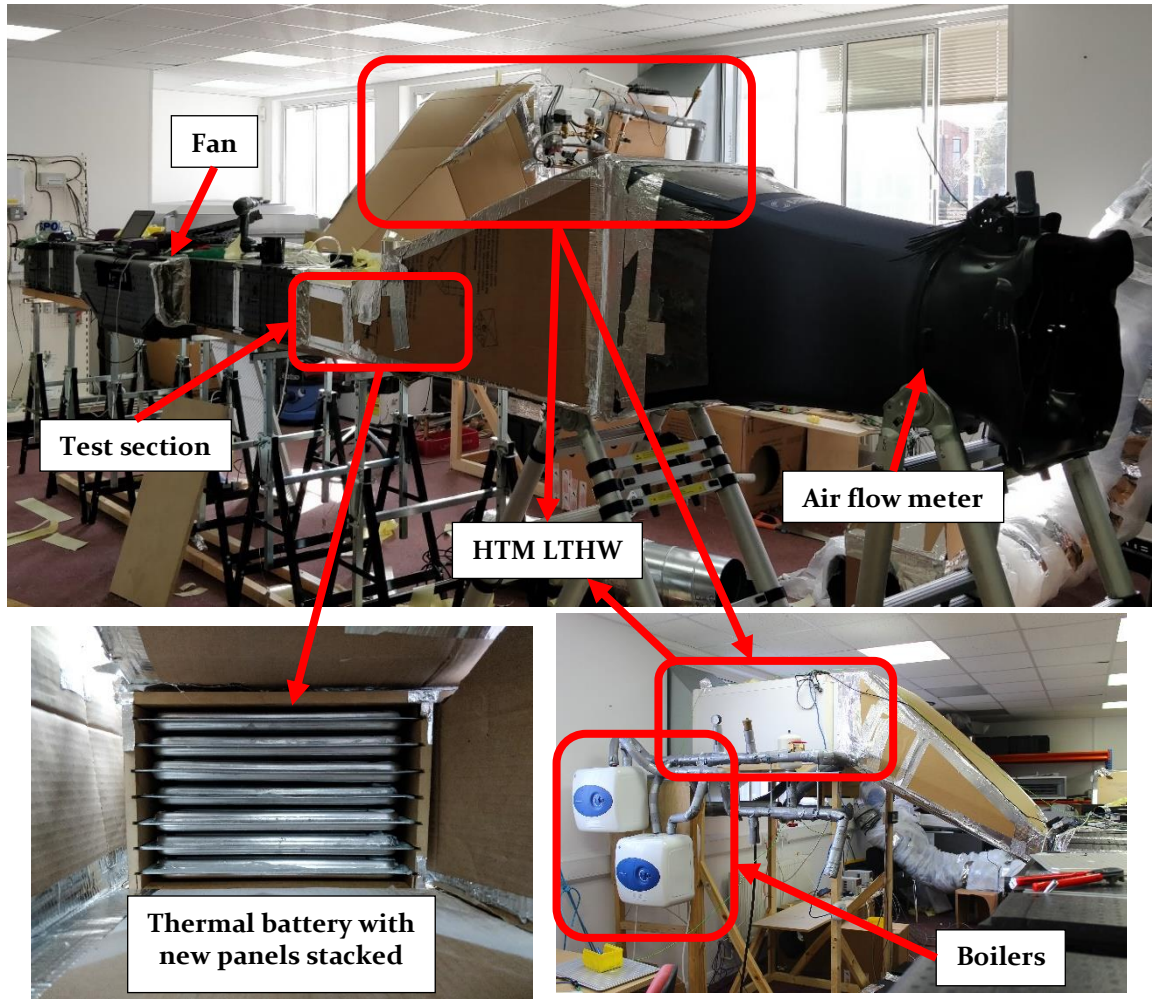 Fan
Test section
HTM LTHW
Air flow meter
Thermal battery with
new panels stacked
Boilers